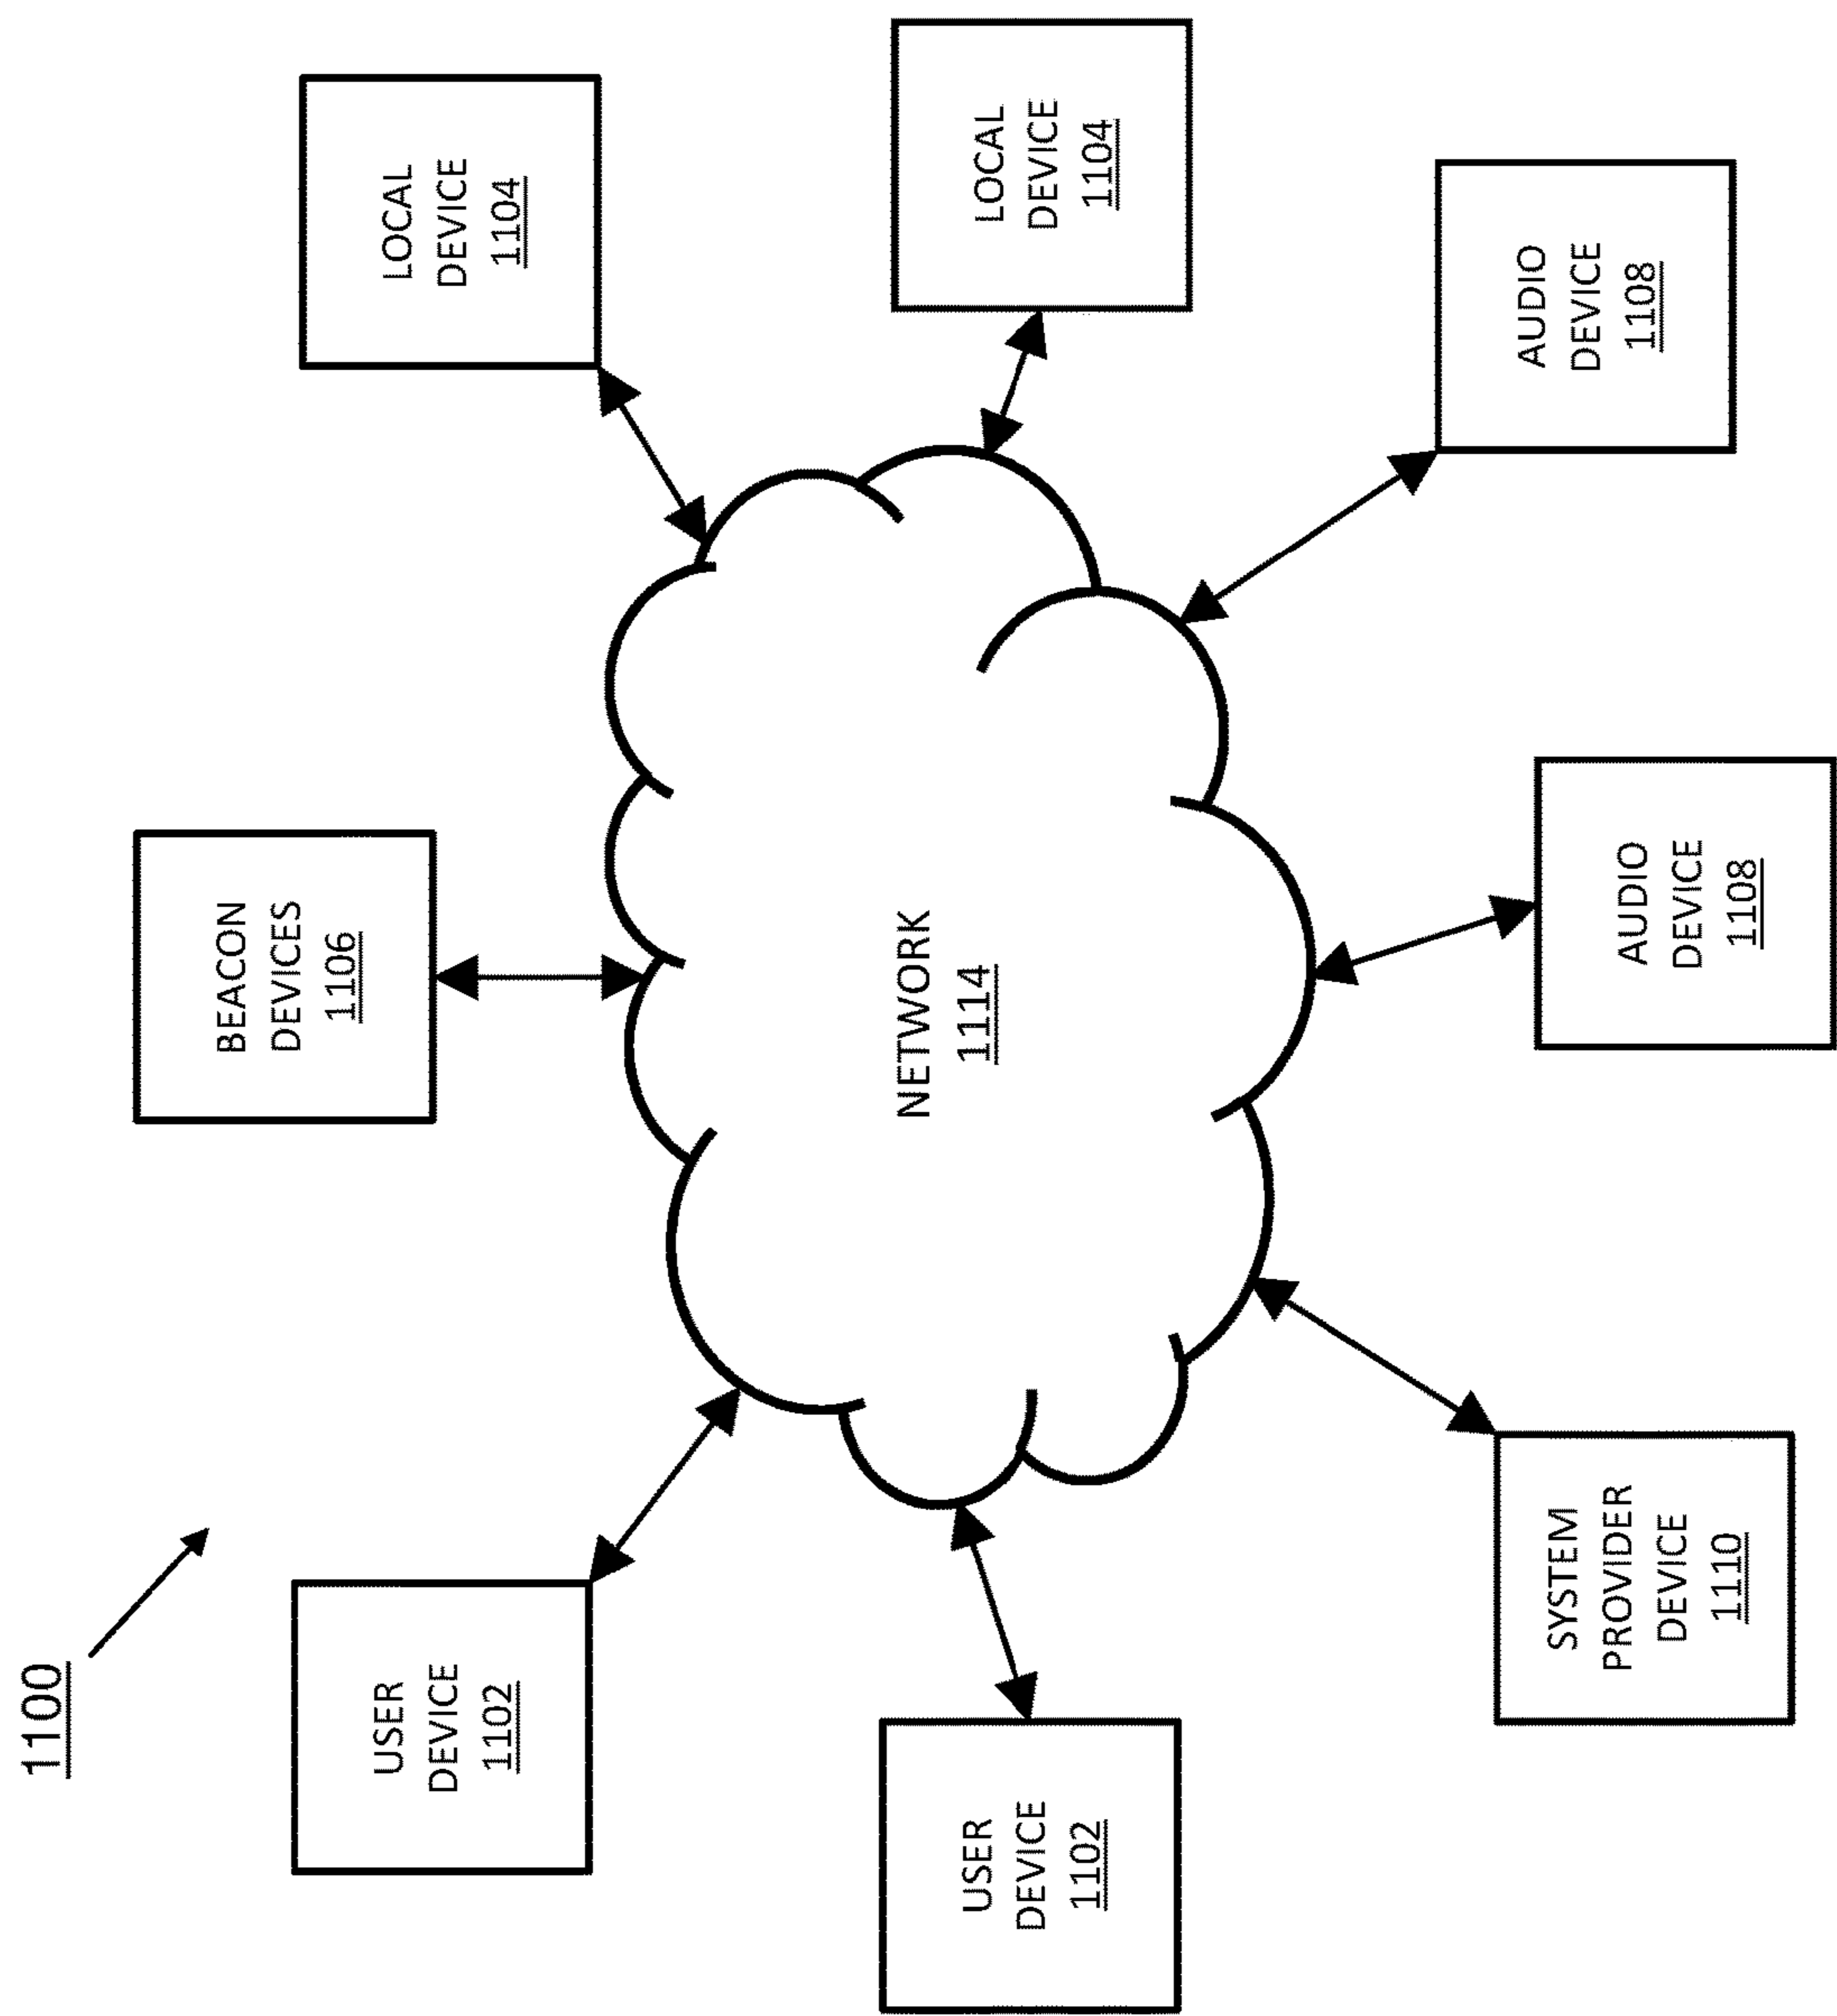 1100
USER
DEVICE
1102
BEACON
DEVICES
1106
LOCAL
DEVICE
1104
USER
DEVICE
1102
NETWORK
1114
LOCAL
DEVICE
1104
SYSTEM
PROVIDER
DEVICE
1110
AUDIO
DEVICE
1108
AUDIO
DEVICE
1108